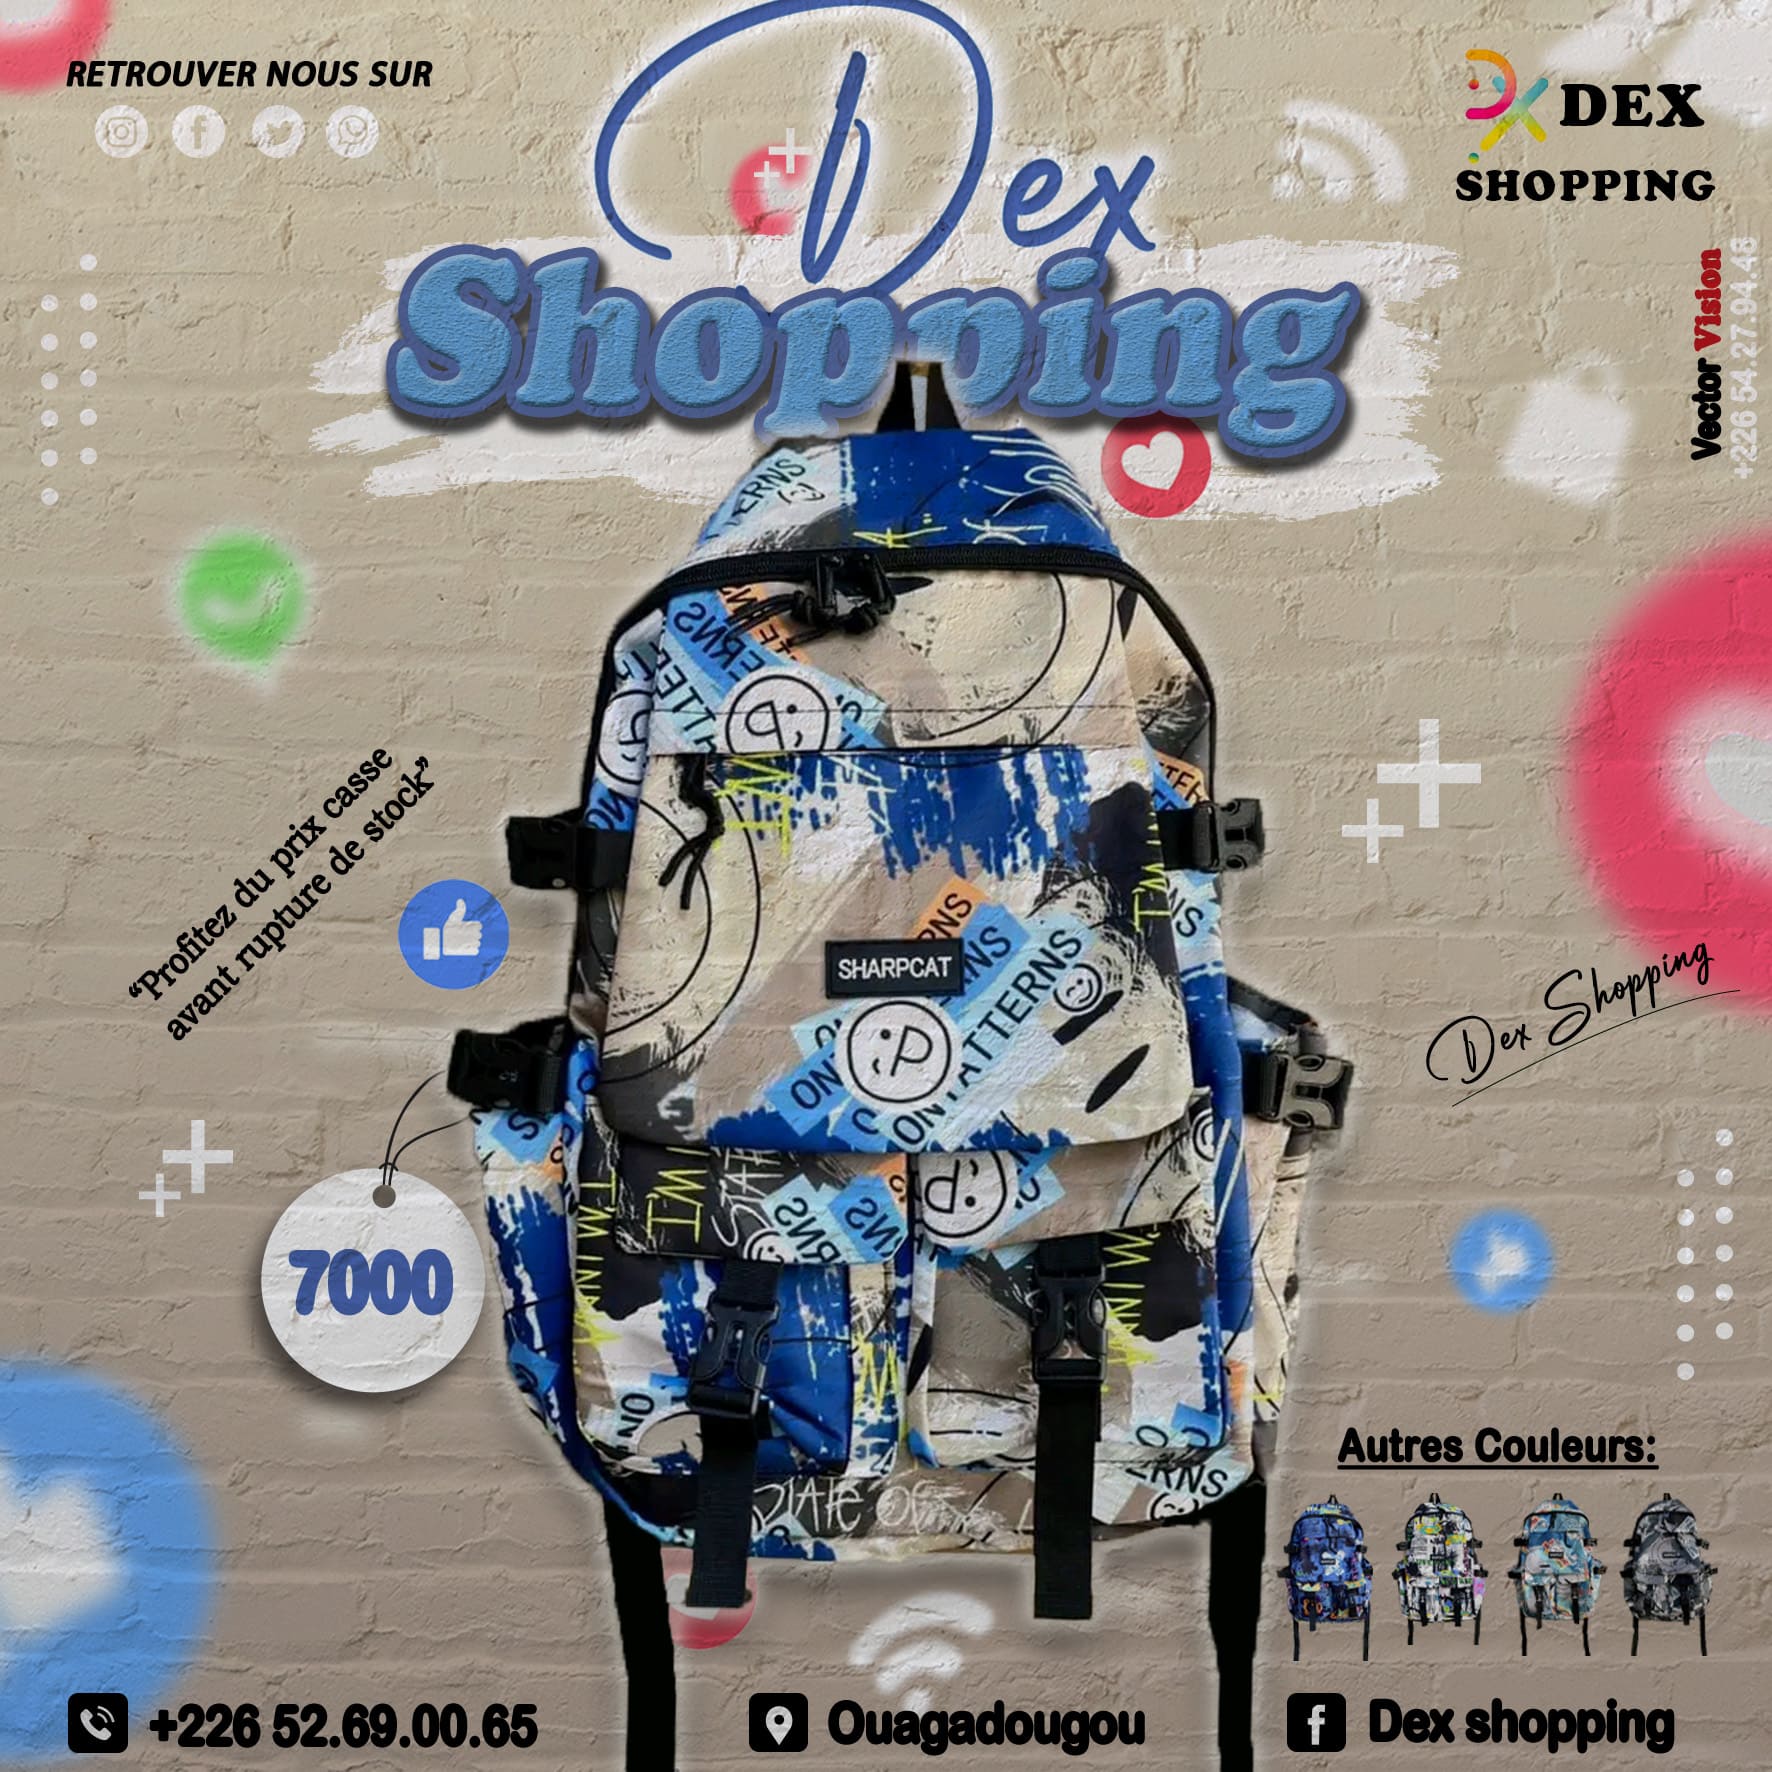 RETROUVER NOUS SUR
Dex
Shopping
DEX
SHOPPING
Vector Vision
+226 54.27.94.48
“Profitez du prix casse
avant rupture de stock”
SHARPCAT
ONPATTERNS
Dex Shopping
7000
Autres Couleurs:
+226 52.69.00.65
Ouagadougou
Dex shopping